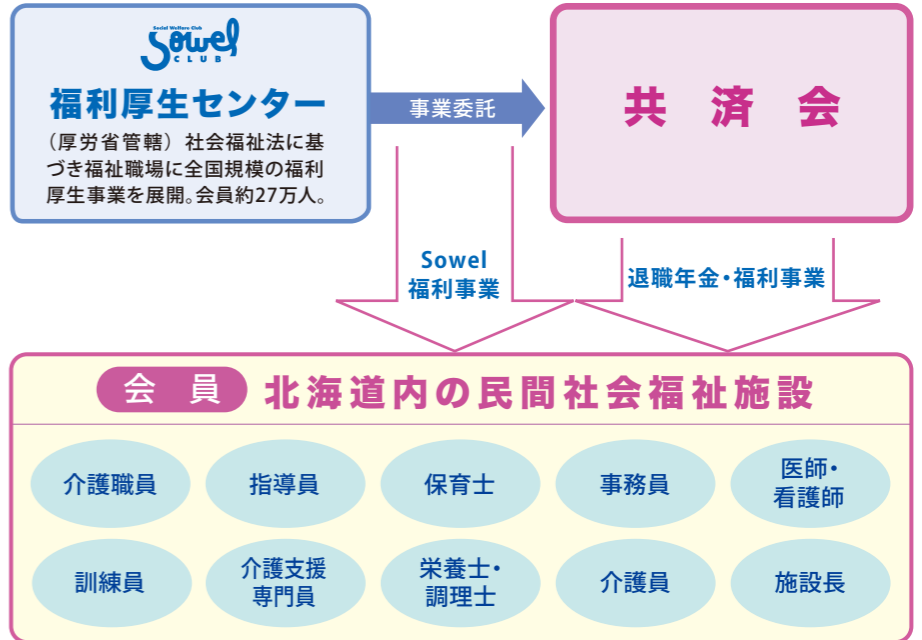 Social Welfare Club
Sowel
CLUB
福利厚生センター
（厚労省管轄）社会福祉法に基
づき福祉職場に全国規模の福利
厚生事業を展開。会員約27万人。
事業委託
共済会
Sowel
福利事業
退職年金・福利事業
会員 北海道内の民間社会福祉施設
介護職員
指導員
保育士
事務員
医師・
看護師
訓練員
介護支援
専門員
栄養士・
調理士
介護員
施設長